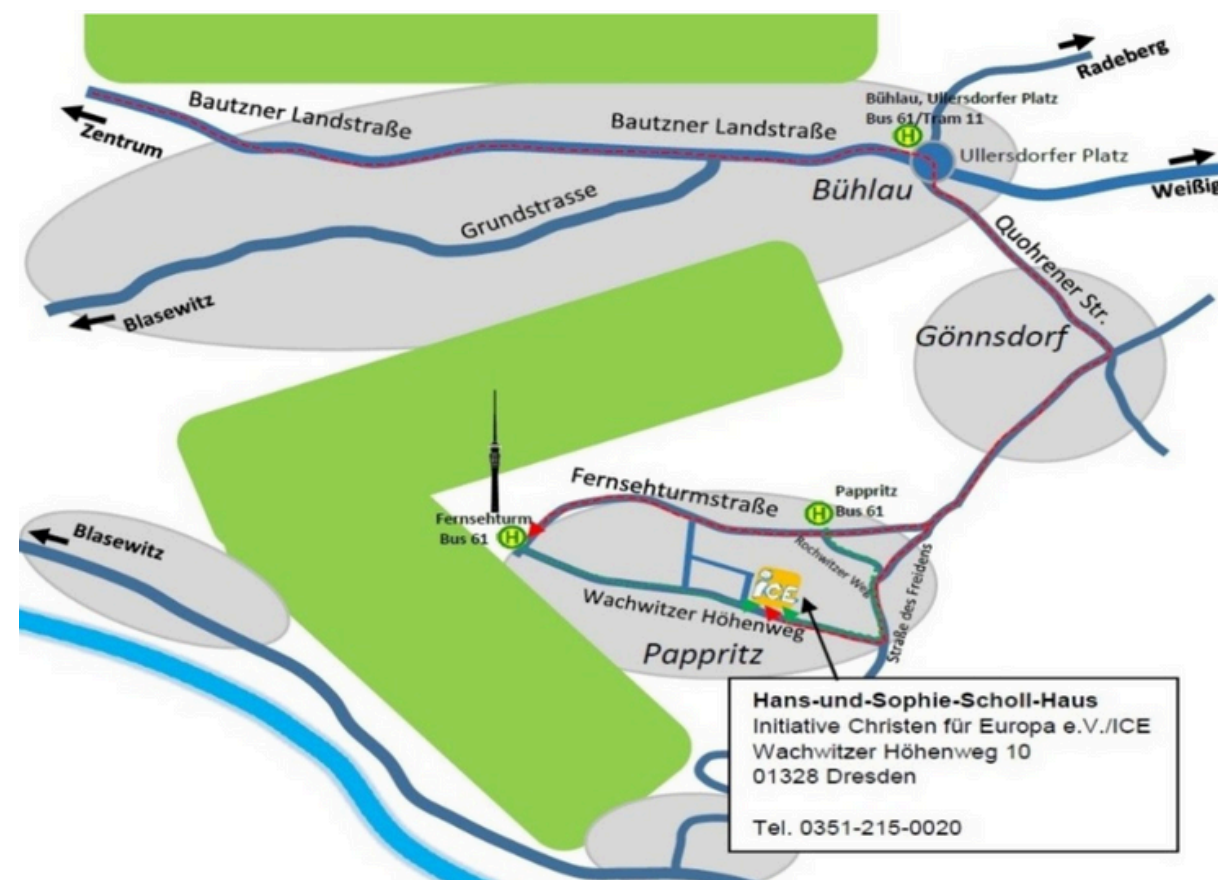 Radeberg
Bautzner Landstraße
Zentrum
Bautzner Landstraße
Bühlau, Ullersdorfer Platz
Bus 61/Tram 11
H
Ullersdorfer Platz
Weißig
Bühlau
Grundstrasse
Blasewitz
Quohrener Str.
Gönnsdorf
Fernsehturmstraße
Pappritz
Bus 61
H
Fernsehturm
Bus 61
H
Blasewitz
Rochwitzer Weg
ICE
Straße des Freidens
Wachwitzer Höhenweg
Pappritz
Hans-und-Sophie-Scholl-Haus
Initiative Christen für Europa e.V./ICE
Wachwitzer Höhenweg 10
01328 Dresden
Tel. 0351-215-0020